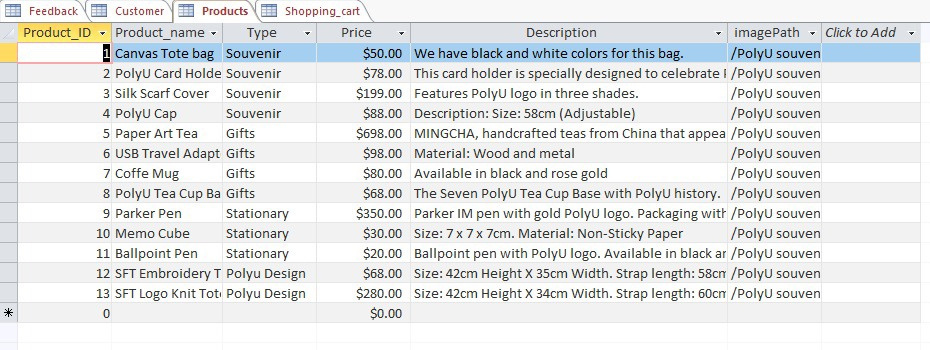 Feedback Customer Products Shopping_cart
Product_ID Product_name Type Price Description imagePath Click to Add
1 Canvas Tote bag Souvenir $50.00 We have black and white colors for this bag. /PolyU souven
2 PolyU Card Holde Souvenir $78.00 This card holder is specially designed to celebrate /PolyU souven
3 Silk Scarf Cover Souvenir $199.00 Features PolyU logo in three shades. /PolyU souven
4 PolyU Cap Souvenir $88.00 Description: Size: 58cm (Adjustable) /PolyU souven
5 Paper Art Tea Gifts $698.00 MINGCHA, handcrafted teas from China that appea /PolyU souven
6 USB Travel Adapt Gifts $98.00 Material: Wood and metal /PolyU souven
7 Coffe Mug Gifts $80.00 Available in black and rose gold /PolyU souven
8 PolyU Tea Cup Ba Gifts $68.00 The Seven PolyU Tea Cup Base with PolyU history. /PolyU souven
9 Parker Pen Stationary $350.00 Parker IM pen with gold PolyU logo. Packaging with /PolyU souven
10 Memo Cube Stationary $30.00 Size: 7 x 7 x 7cm. Material: Non-Sticky Paper /PolyU souven
11 Ballpoint Pen Stationary $20.00 Ballpoint pen with PolyU logo. Available in black ar /PolyU souven
12 SFT Embroidery T Polyu Design $68.00 Size: 42cm Height X 35cm Width. Strap length: 58cm /PolyU souven
13 SFT Logo Knit Tot Polyu Design $280.00 Size: 42cm Height X 34cm Width. Strap length: 60cm /PolyU souven
0 $0.00